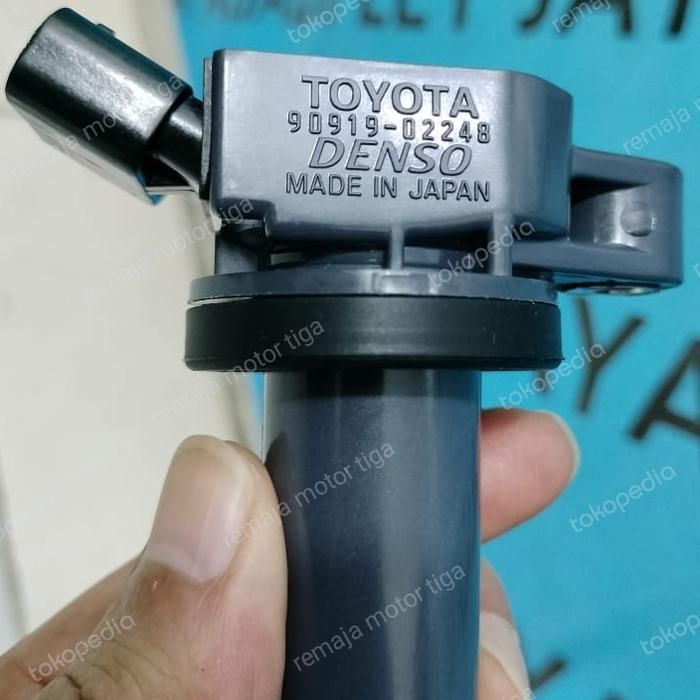 TOYOTA
90919-02248
DENSO
MADE IN JAPAN
remaja motor tiga
tokopedia